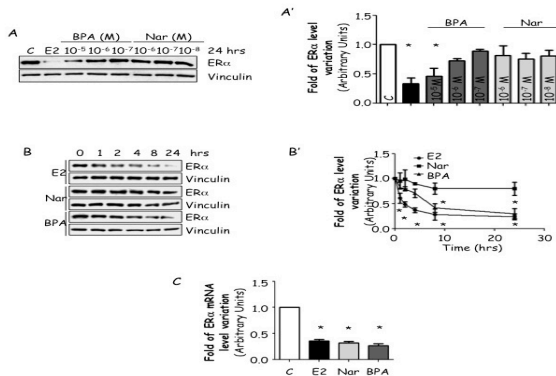 A
BPA (M)
Nar (M)
C E2 10-5 10-6 10-7 10-6 10-7 10-8 24 hrs
ERα
Vinculin
A'
BPA
Nar
Fold of ERα level
variation
(Arbitrary Units)
1.0
0.5
0.0
* *
C
10-5 M
10-6 M
10-7 M
10-6 M
10-7 M
10-8 M
B
0 1 2 4 8 24 hrs
E2
ERα
Vinculin
Nar
ERα
Vinculin
BPA
ERα
Vinculin
B'
E2
Nar
BPA
Fold of ERα level
variation
(Arbitrary Units)
1.5
1.0
0.5
0.0
* * * * * * *
0 10 20 30
Time (hrs)
C
Fold of ERα mRNA
level variation
(Arbitrary Units)
1.5
1.0
0.5
0.0
* * *
C E2 Nar BPA